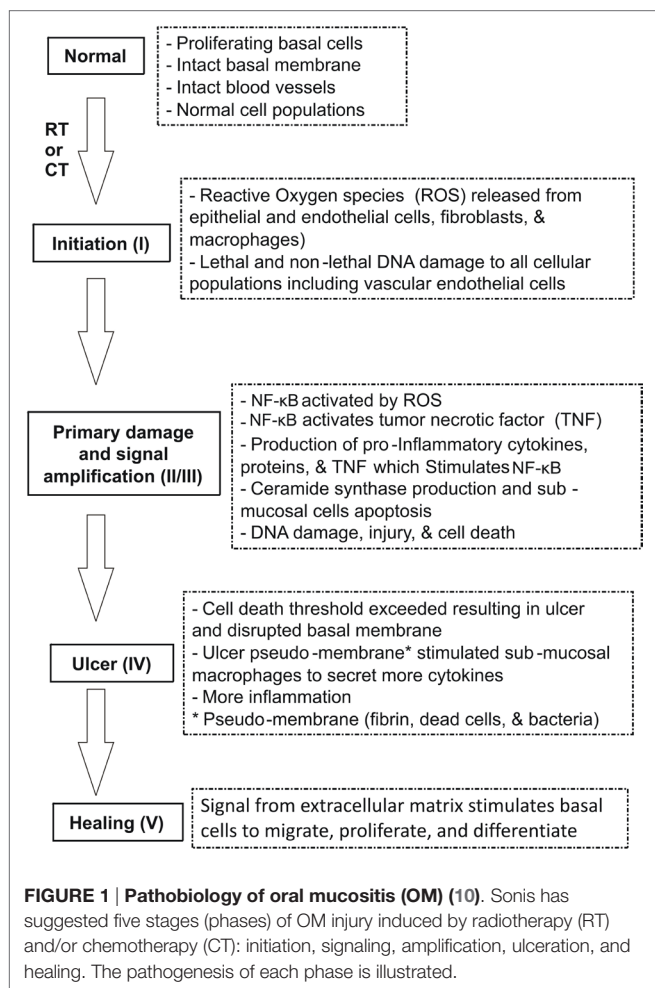 Normal
- Proliferating basal cells
- Intact basal membrane
- Intact blood vessels
- Normal cell populations
RT
or
CT
Initiation (I)
- Reactive Oxygen species (ROS) released from
epithelial and endothelial cells, fibroblasts, &
macrophages)
- Lethal and non-lethal DNA damage to all cellular
populations including vascular endothelial cells
Primary damage
and signal
amplification (II/III)
- NF-κB activated by ROS
- NF-κB activates tumor necrotic factor (TNF)
- Production of pro-Inflammatory cytokines,
proteins, & TNF which Stimulates NF-κB
- Ceramide synthase production and sub-
mucosal cells apoptosis
- DNA damage, injury, & cell death
Ulcer (IV)
- Cell death threshold exceeded resulting in ulcer
and disrupted basal membrane
- Ulcer pseudo-membrane* stimulated sub-mucosal
macrophages to secret more cytokines
- More inflammation
* Pseudo-membrane (fibrin, dead cells, & bacteria)
Healing (V)
Signal from extracellular matrix stimulates basal
cells to migrate, proliferate, and differentiate
FIGURE 1 | Pathobiology of oral mucositis (OM) (10). Sonis has
suggested five stages (phases) of OM injury induced by radiotherapy (RT)
and/or chemotherapy (CT): initiation, signaling, amplification, ulceration, and
healing. The pathogenesis of each phase is illustrated.